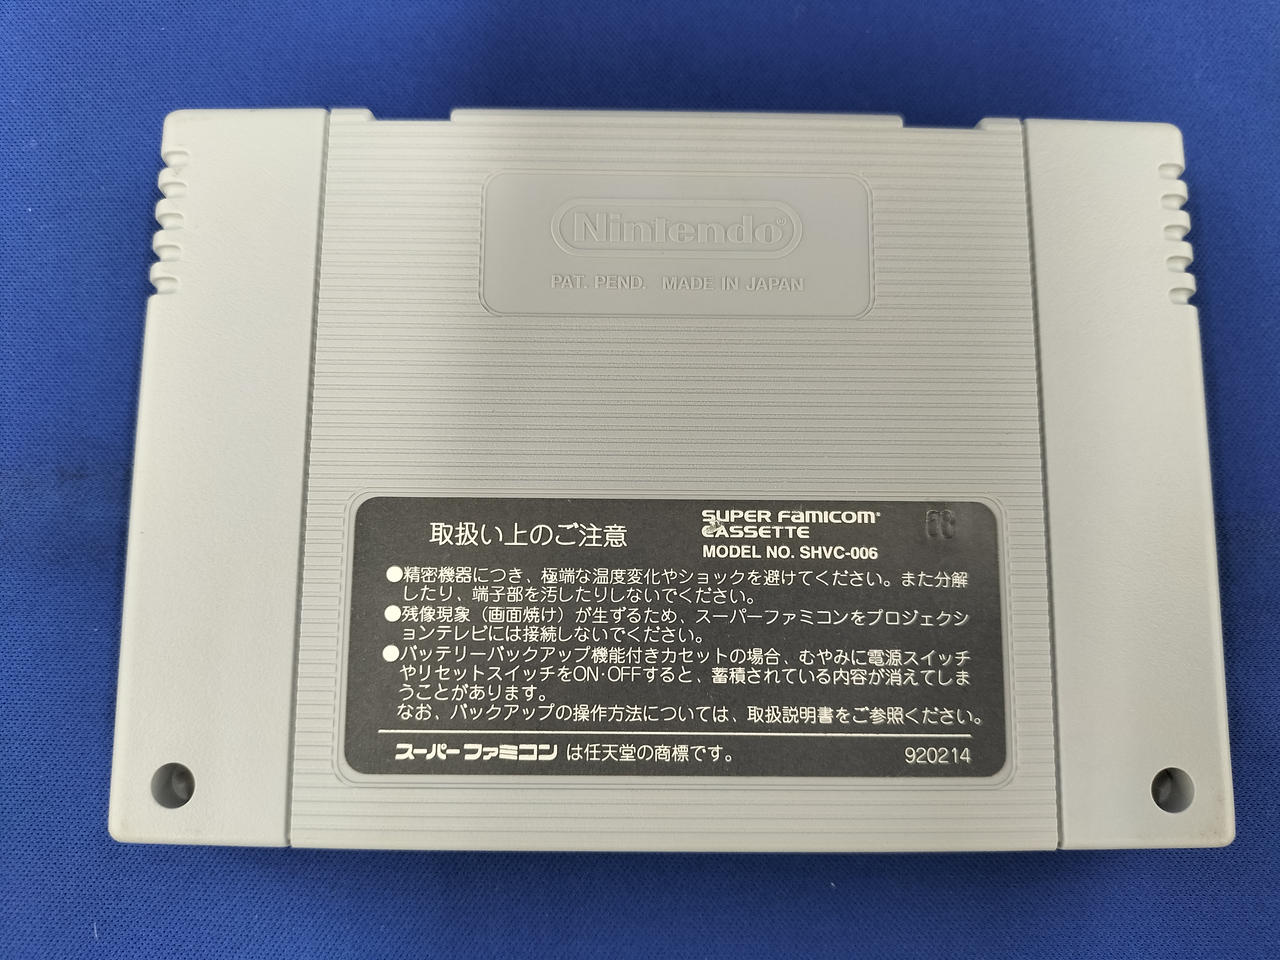 Nintendo®
PAT. PEND. MADE IN JAPAN
取扱い上のご注意
SUPER FAMICOM®
CASSETTE
MODEL NO. SHVC-006
●精密機器につき、極端な温度変化やショックを避けてください。また分解
したり、端子部を汚したりしないでください。
●残像現象（画面焼け）が生ずるため、スーパーファミコンをプロジェクシ
ョンテレビには接続しないでください。
●バッテリーバックアップ機能付きカセットの場合、むやみに電源スイッチ
やリセットスイッチをON·OFFすると、蓄積されている内容が消えてしま
うことがあります。
なお、バックアップの操作方法については、取扱説明書をご参照ください。
スーパーファミコン は任天堂の商標です。
920214